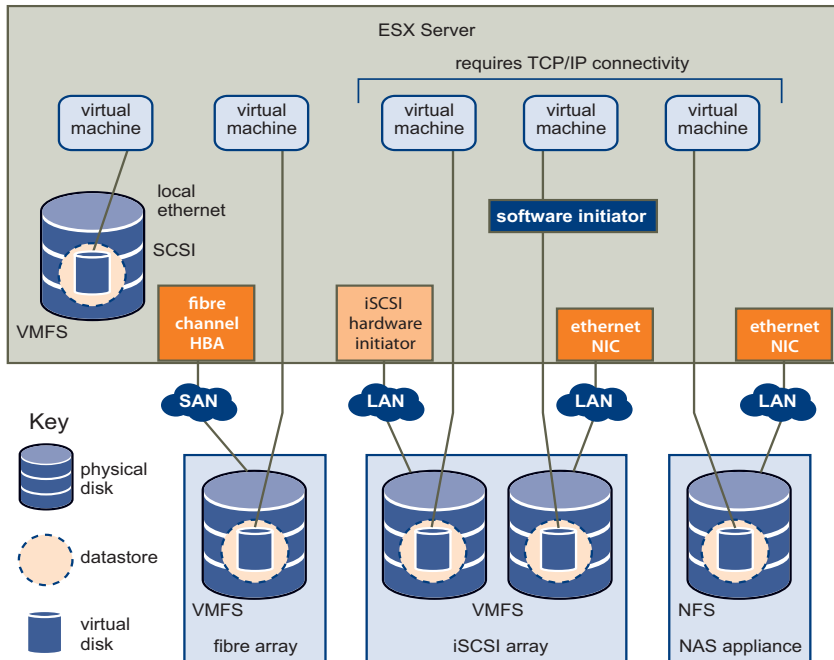 ESX Server
requires TCP/IP connectivity
virtual
machine
virtual
machine
virtual
machine
virtual
machine
virtual
machine
local
ethernet
software initiator
SCSI
VMFS
fibre
channel
HBA
iSCSI
hardware
initiator
ethernet
NIC
ethernet
NIC
SAN
LAN
LAN
LAN
Key
physical
disk
datastore
virtual
disk
VMFS
fibre array
VMFS
iSCSI array
NFS
NAS appliance